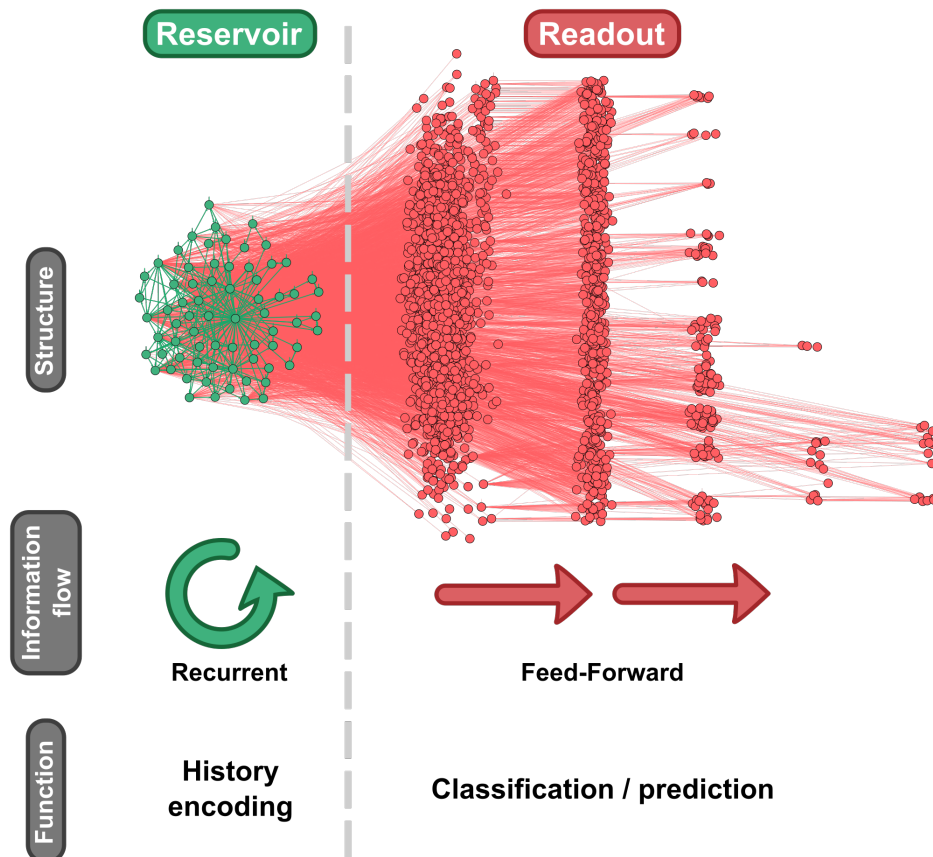 Reservoir
Readout
Structure
Information
flow
Recurrent
Feed-Forward
Function
History
encoding
Classification / prediction